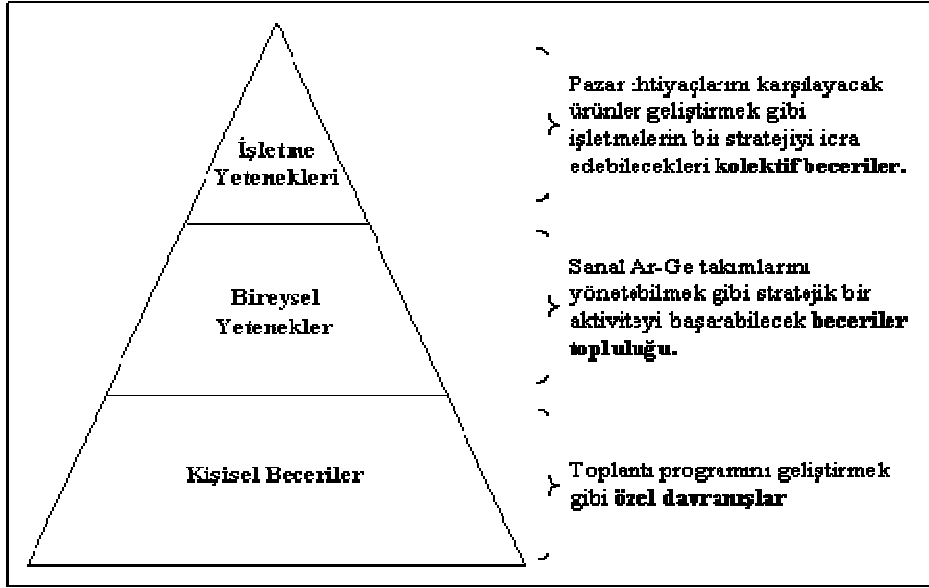 İşletme
Yetenekleri
Pazar ihtiyaçlarını karşılayacak
ürünler geliştirmek gibi
işletmelerin bir stratejiyi icra
edebilecekleri kolektif beceriler.
Bireysel
Yetenekler
Sanal Ar-Ge takımlarını
yönetebilmek gibi stratejik bir
aktiviteyi başarabilecek beceriler
topluluğu.
Kişisel Beceriler
Toplantı programını geliştirmek
gibi özel davranışlar